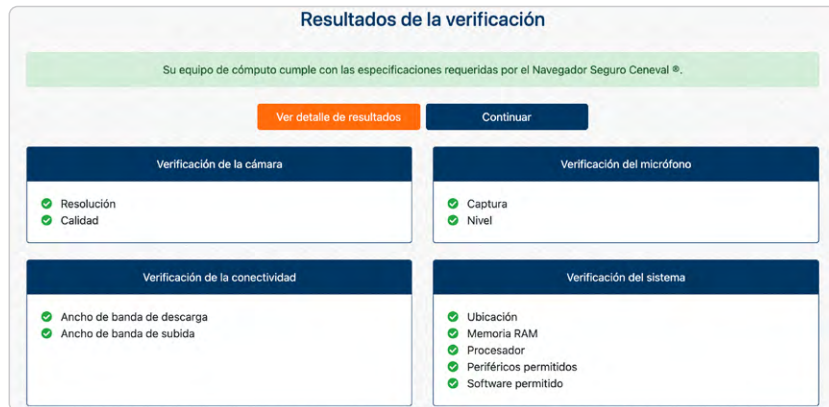 Resultados de la verificación
Su equipo de cómputo cumple con las especificaciones requeridas por el Navegador Seguro Ceneval ®.
Ver detalle de resultados
Continuar
Verificación de la cámara
Resolución
Calidad
Verificación del micrófono
Captura
Nivel
Verificación de la conectividad
Ancho de banda de descarga
Ancho de banda de subida
Verificación del sistema
Ubicación
Memoria RAM
Procesador
Periféricos permitidos
Software permitido